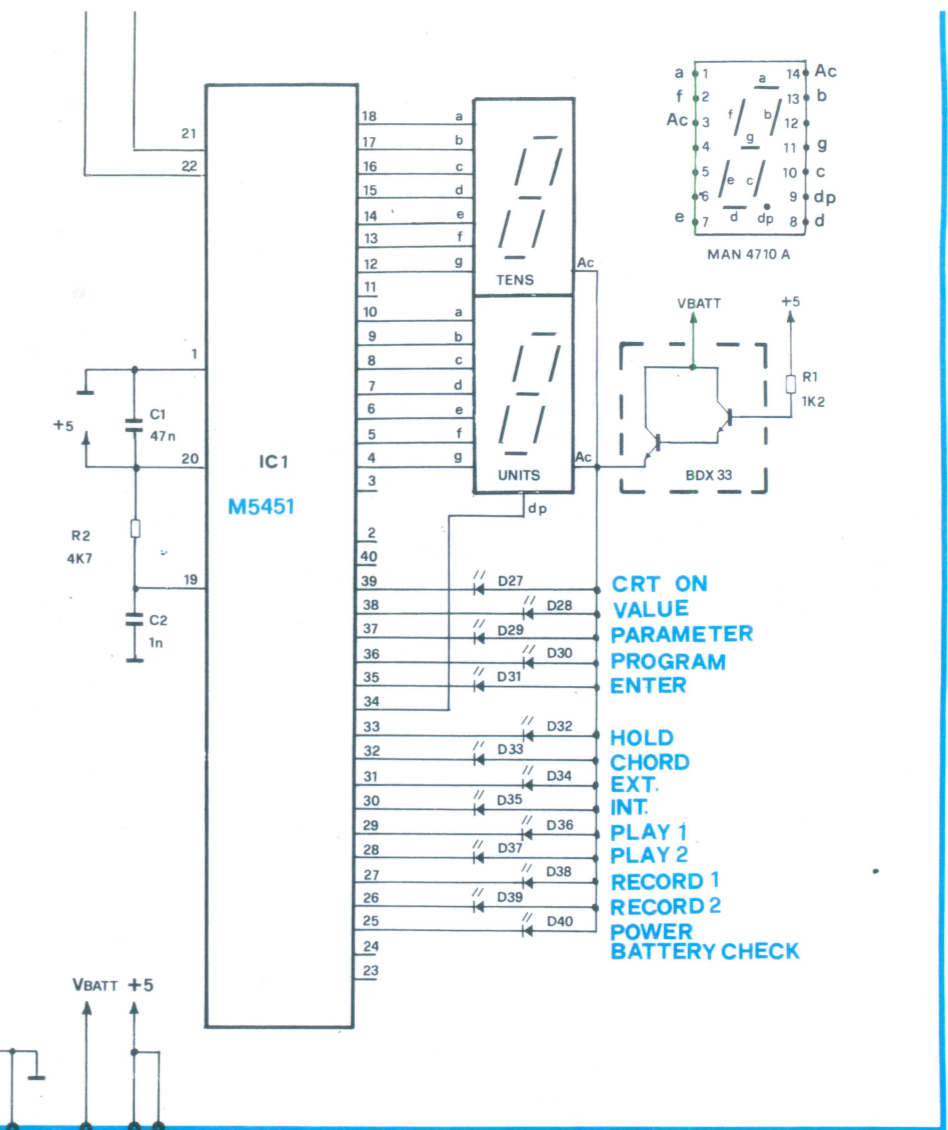 a 1 14 Ac
f 2 a 13 b
Ac 3 f b 12
4 g 11 g
5 10 c
6 e c 9 dp
e 7 d dp 8 d
MAN 4710 A
21
22
18 a
17 b
16 c
15 d
14 e
13 f
12 g
11
10 a
9 b
8 c
7 d
6 e
5 f
4 g
3
2
40
39 D27 CRT ON
38 D28 VALUE
37 D29 PARAMETER
36 D30 PROGRAM
35 D31 ENTER
34
33 D32 HOLD
32 D33 CHORD
31 D34 EXT.
30 D35 INT.
29 D36 PLAY 1
28 D37 PLAY 2
27 D38 RECORD 1
26 D39 RECORD 2
25 D40 POWER
BATTERY CHECK
24
23
TENS
Ac
UNITS
Ac
dp
VBATT +5
R1
1K2
BDX 33
1
C1
47n
+5
20
IC1
M5451
R2
4K7
19
C2
1n
VBATT +5